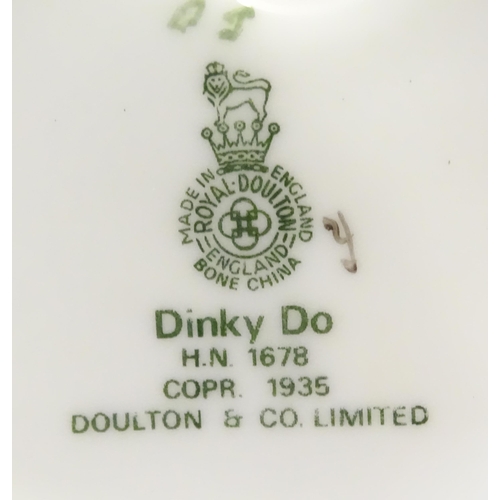 MADE IN ENGLAND
ROYAL·DOULTON
ENGLAND
BONE CHINA
Dinky Do
H.N. 1678
COPR. 1935
DOULTON & CO. LIMITED